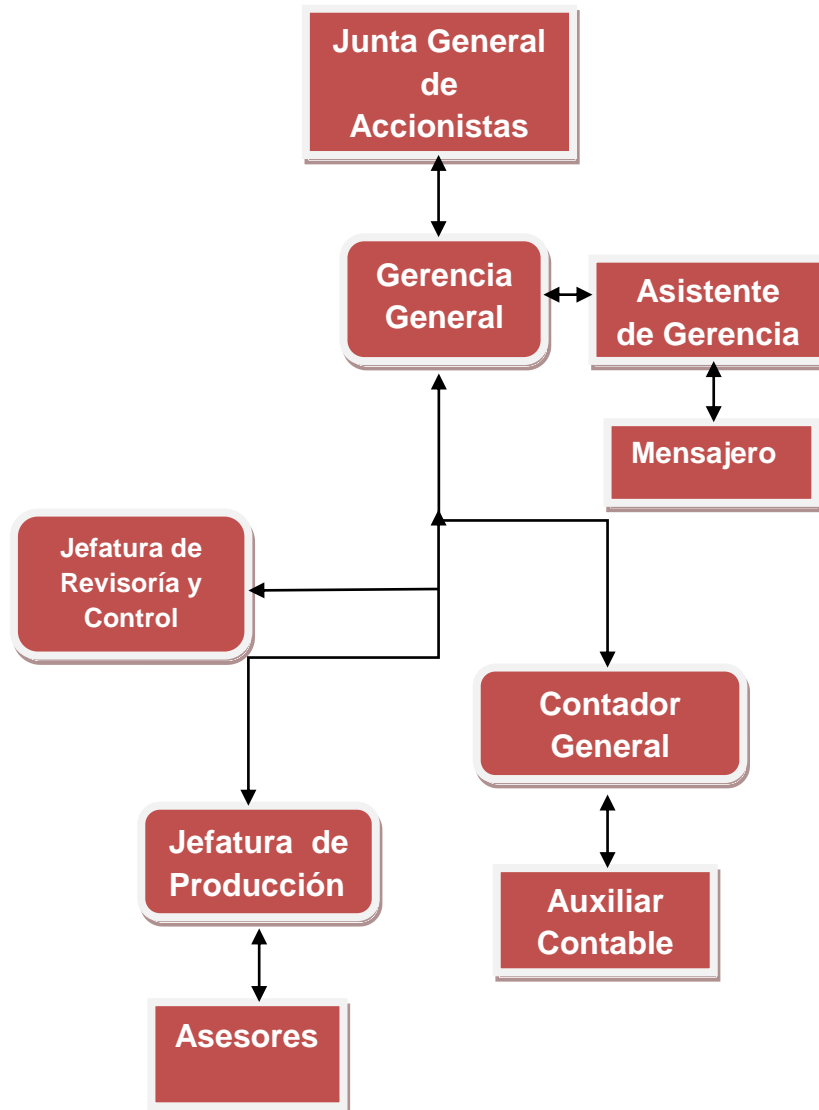 Junta General
de
Accionistas
Gerencia
General
Asistente
de Gerencia
Mensajero
Jefatura de
Revisoría y
Control
Contador
General
Jefatura de
Producción
Auxiliar
Contable
Asesores